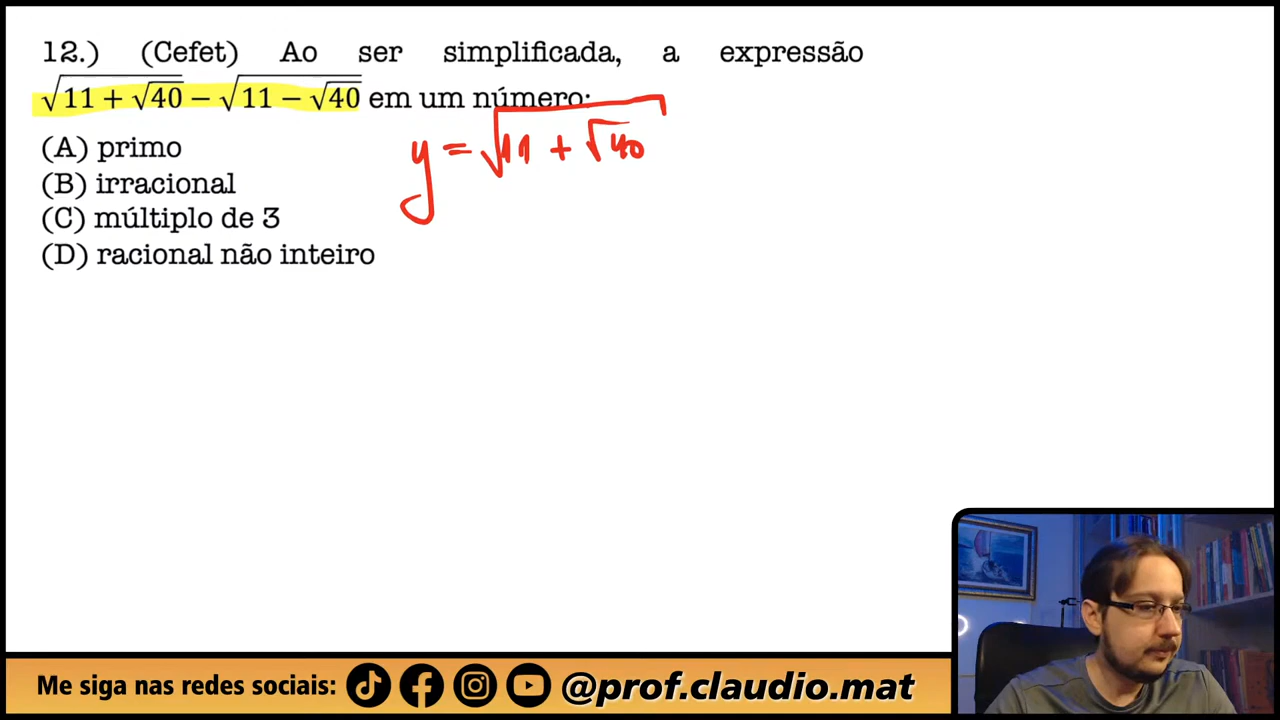 12.) (Cefet) Ao ser simplificada, a expressão
√(11 + √40) − √(11 − √40) em um número:
y = √(11 + √40)
(A) primo
(B) irracional
(C) múltiplo de 3
(D) racional não inteiro
Me siga nas redes sociais: @prof.claudio.mat